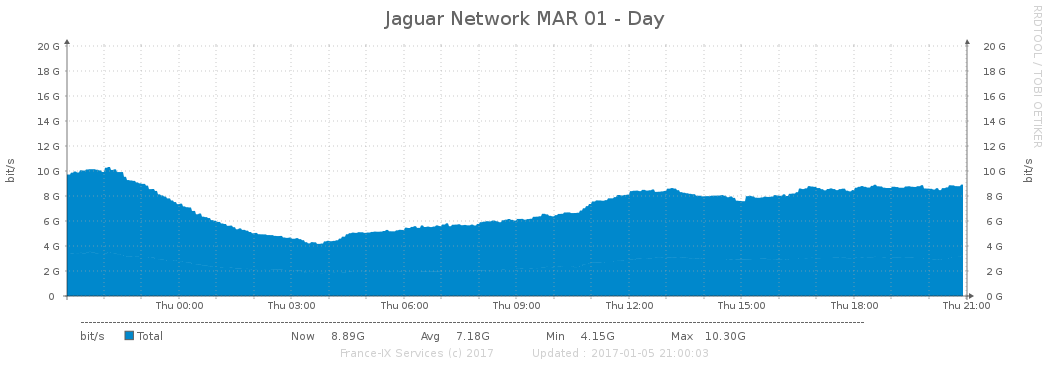 Jaguar Network MAR 01 - Day
RRDTOOL / TOBI OETIKER
bit/s
20 G 20 G
18 G 18 G
16 G 16 G
14 G 14 G
12 G 12 G
10 G 10 G
8 G 8 G
6 G 6 G
4 G 4 G
2 G 2 G
0 0 G
bit/s
Thu 00:00 Thu 03:00 Thu 06:00 Thu 09:00 Thu 12:00 Thu 15:00 Thu 18:00 Thu 21:00
bit/s Total Now 8.89G Avg 7.18G Min 4.15G Max 10.30G
France-IX Services (c) 2017 Updated : 2017-01-05 21:00:03